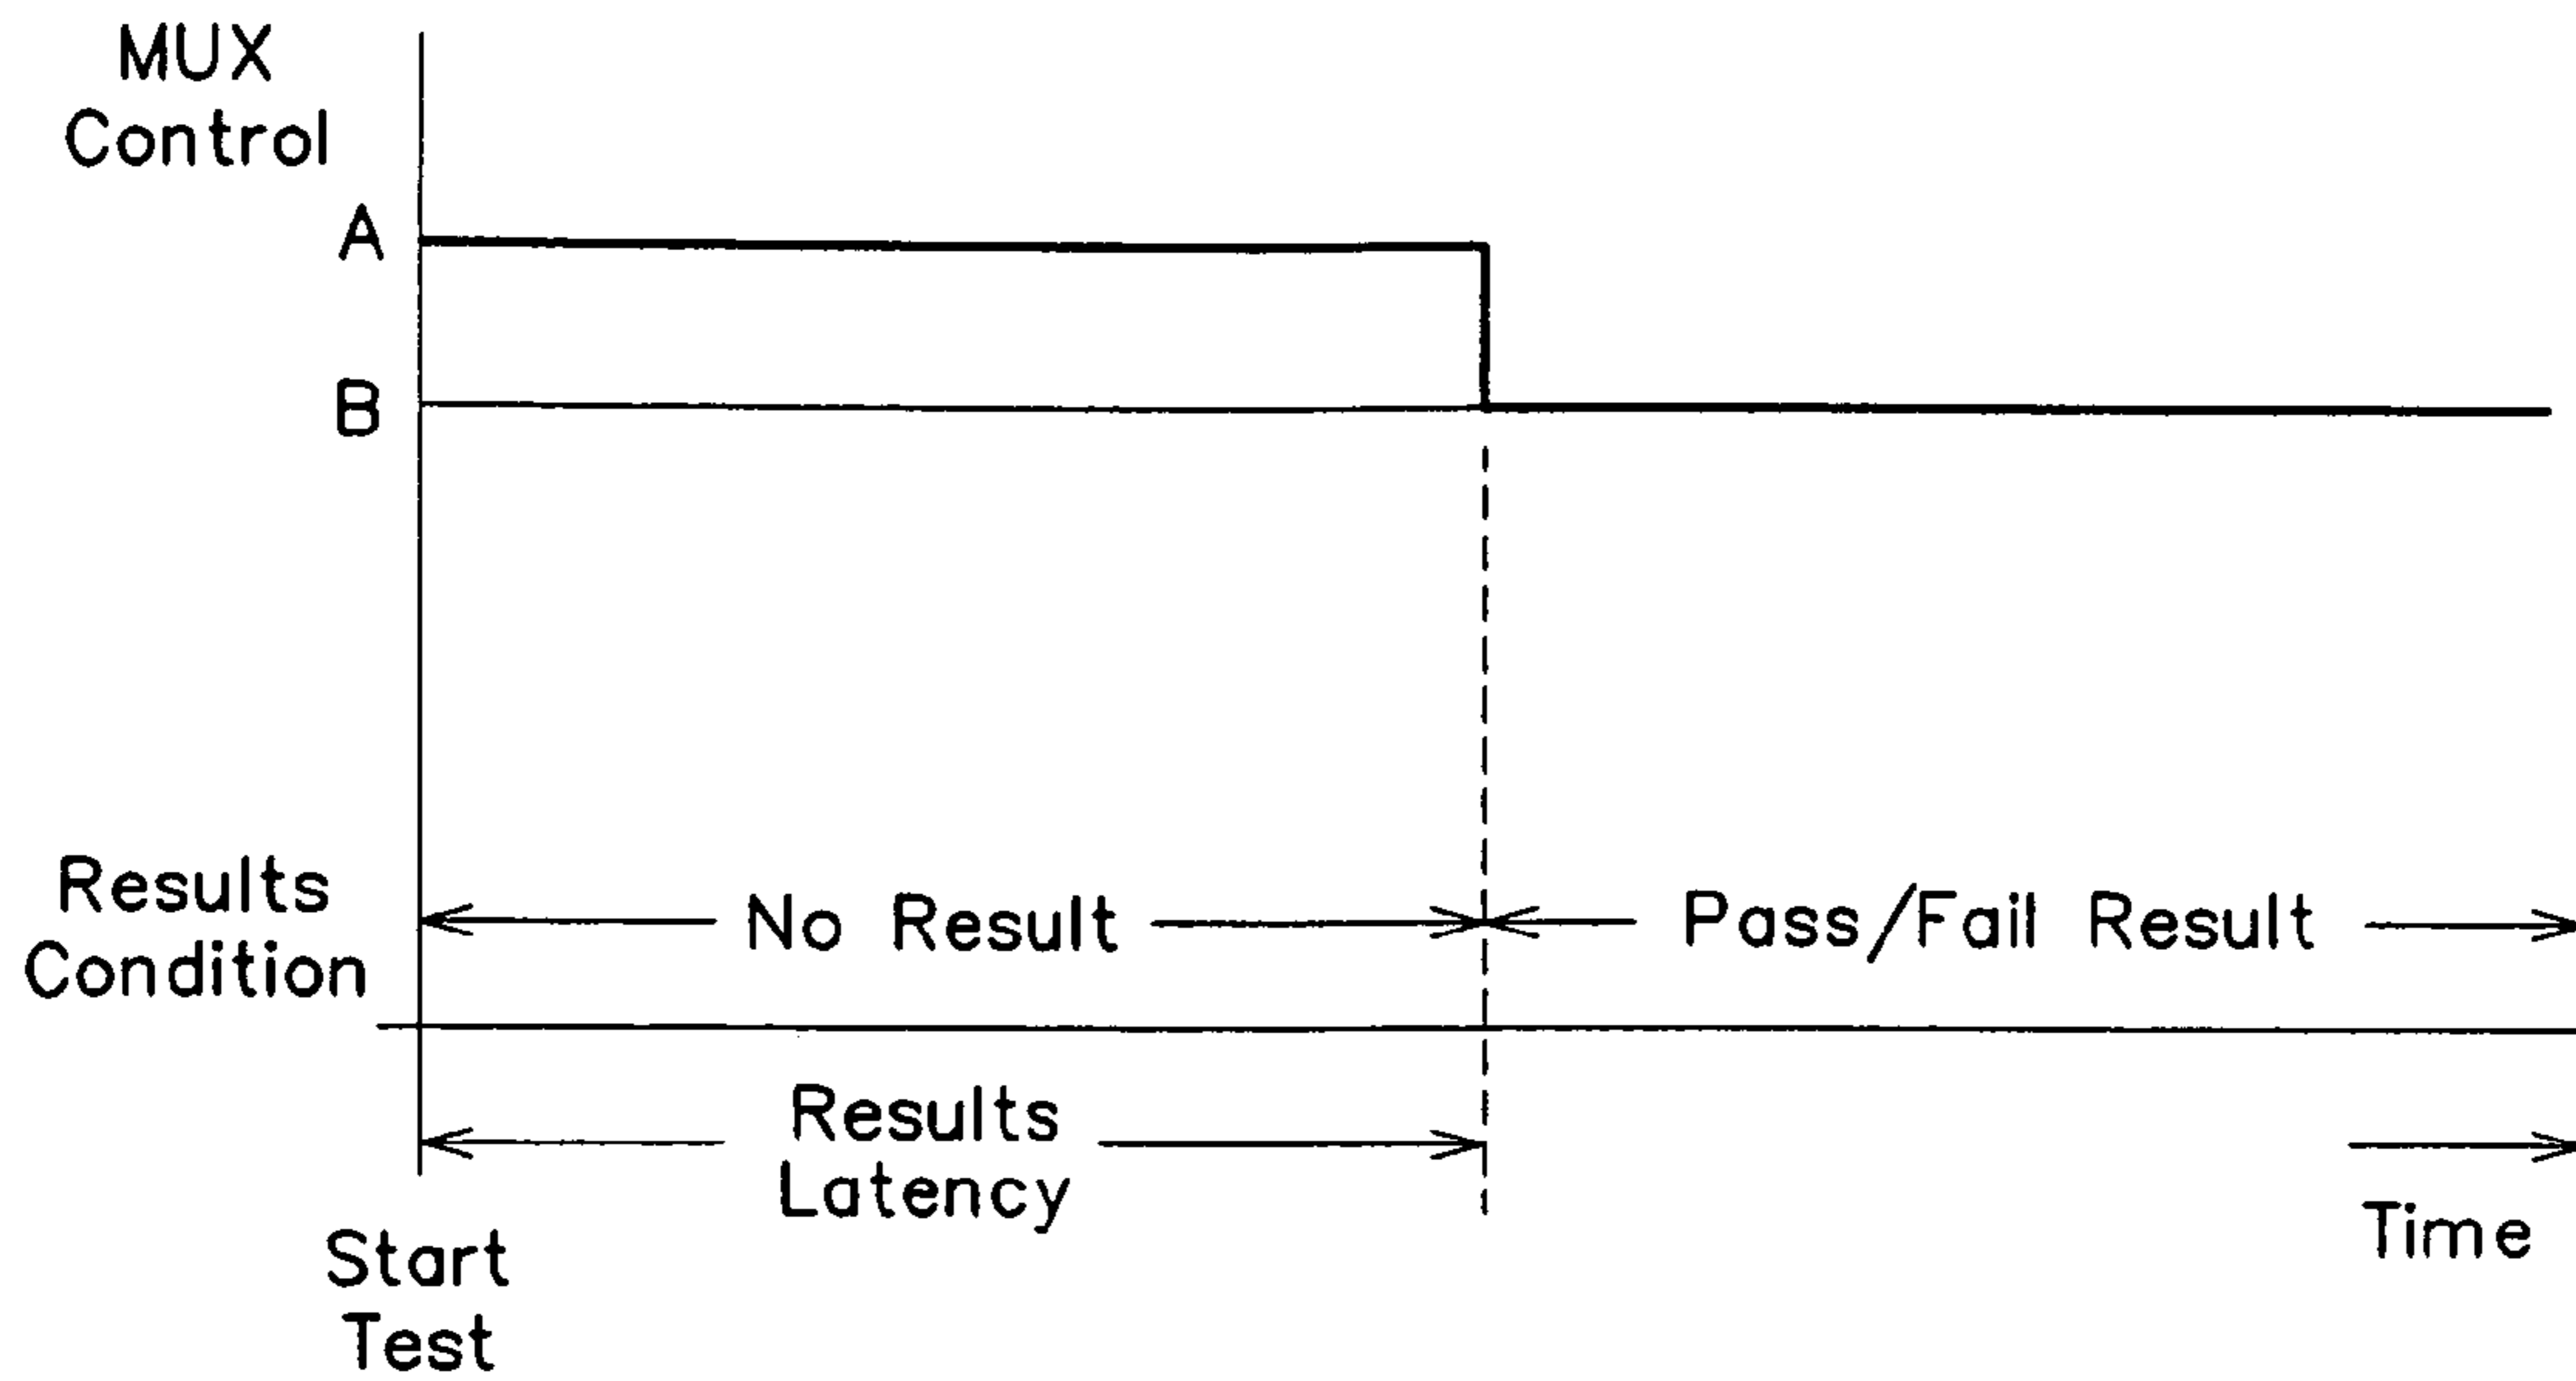 MUX
Control
A
B
Results
Condition
No Result
Pass/Fail Result
Results
Latency
Start
Test
Time